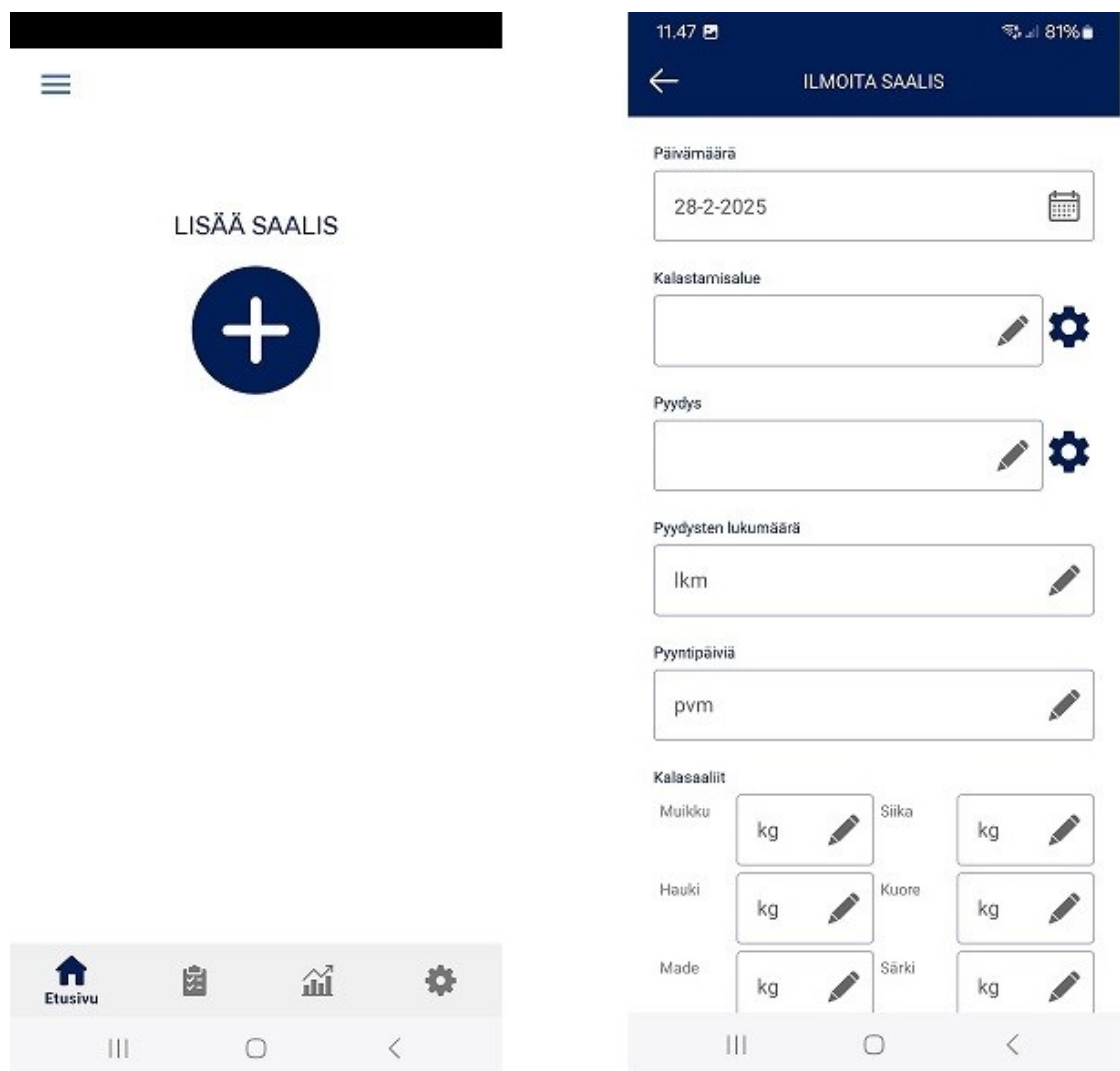 LISÄÄ SAALIS
Etusivu
11.47 81%
ILMOITA SAALIS
Päivämäärä
28-2-2025
Kalastamisalue
Pyydys
Pyydysten lukumäärä
lkm
Pyyntipäiviä
pvm
Kalasaaliit
Muikku kg Siika kg
Hauki kg Kuore kg
Made kg Särki kg